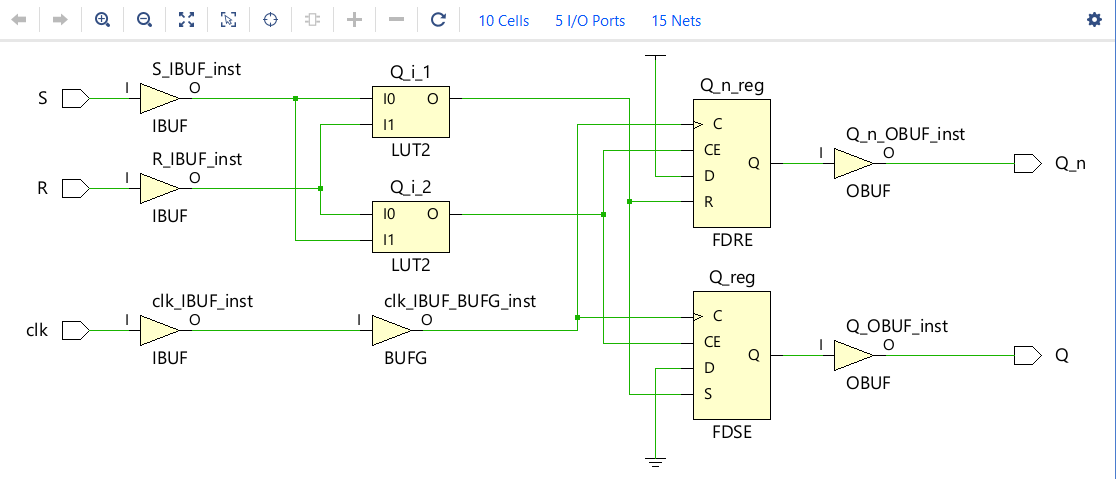 10 Cells 5 I/O Ports 15 Nets
S
S_IBUF_inst
I O
IBUF
R
R_IBUF_inst
I O
IBUF
clk
clk_IBUF_inst
I O
IBUF
Q_i_1
I0 O
I1
LUT2
Q_i_2
I0 O
I1
LUT2
clk_IBUF_BUFG_inst
I O
BUFG
Q_n_reg
C
CE
D
R
Q
FDRE
Q_reg
C
CE
D
S
Q
FDSE
Q_n_OBUF_inst
I O
OBUF
Q_n
Q_OBUF_inst
I O
OBUF
Q